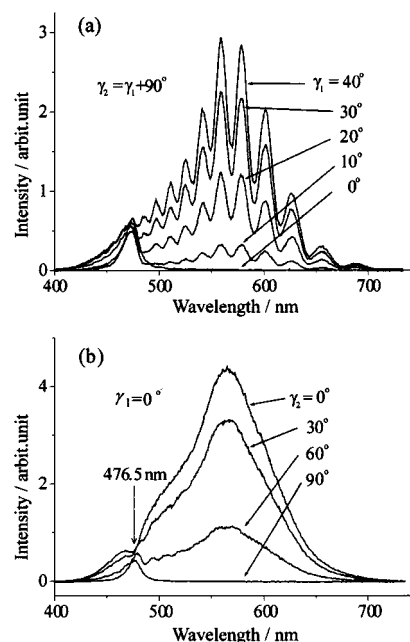 (a)
γ₂ = γ₁+90°
γ₁ = 40°
30°
20°
10°
0°
3
2
1
0
Intensity / arbit.unit
400 500 600 700
Wavelength / nm
(b)
γ₁=0°
γ₂= 0°
30°
60°
90°
476.5 nm
4
2
0
Intensity / arbit.unit
400 500 600 700
Wavelength / nm